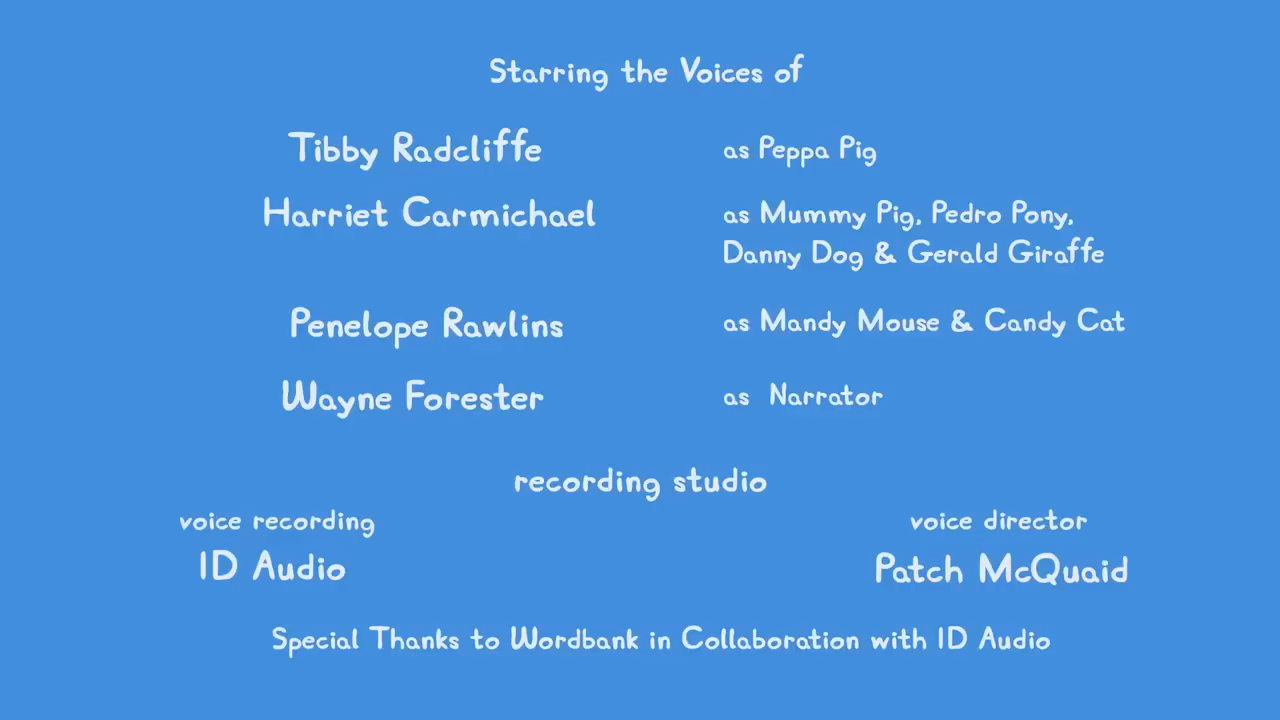 Starring the Voices of
Tibby Radcliffe as Peppa Pig
Harriet Carmichael as Mummy Pig, Pedro Pony,
Danny Dog & Gerald Giraffe
Penelope Rawlins as Mandy Mouse & Candy Cat
Wayne Forester as Narrator
recording studio
voice recording voice director
ID Audio Patch McQuaid
Special Thanks to Wordbank in Collaboration with ID Audio